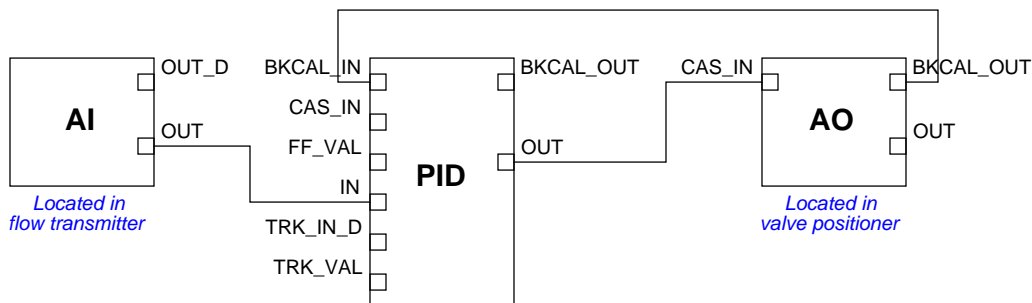 AI
OUT_D
OUT
Located in
flow transmitter
BKCAL_IN
CAS_IN
FF_VAL
IN
TRK_IN_D
TRK_VAL
PID
BKCAL_OUT
OUT
CAS_IN
AO
BKCAL_OUT
OUT
Located in
valve positioner